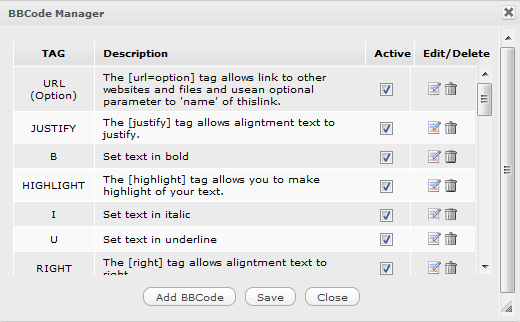 BBCode Manager
TAG Description Active Edit/Delete
URL (Option) The [url=option] tag allows link to other
websites and files and usean optional
parameter to 'name' of thislink.
JUSTIFY The [justify] tag allows aligntment text to
justify.
B Set text in bold
HIGHLIGHT The [highlight] tag allows you to make
highlight of your text.
I Set text in italic
U Set text in underline
RIGHT The [right] tag allows aligntment text to
right
Add BBCode Save Close